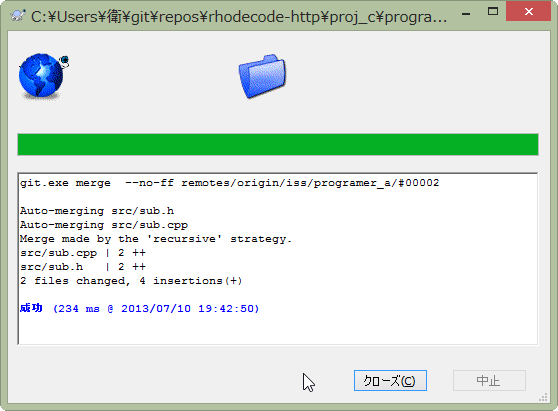 C:¥Users¥衛¥git¥repos¥rhodecode-http¥proj_c¥progra...
git.exe merge  --no-ff remotes/origin/iss/programer_a/#00002
Auto-merging src/sub.h
Auto-merging src/sub.cpp
Merge made by the 'recursive' strategy.
src/sub.cpp | 2 ++
src/sub.h   | 2 ++
2 files changed, 4 insertions(+)
成功 (234 ms @ 2013/07/10 19:42:50)
クローズ(C) 中止